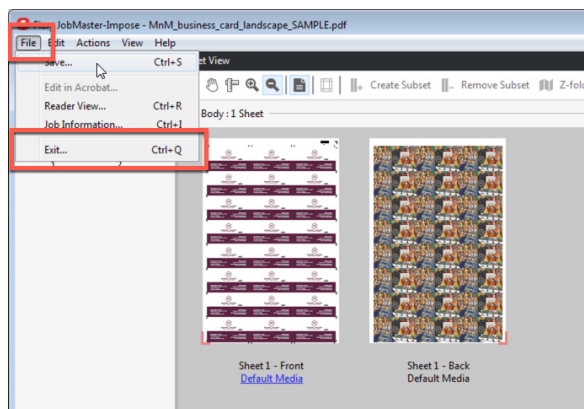 JobMaster-Impose - MnM_business_card_landscape_SAMPLE.pdf
File Edit Actions View Help
Save... Ctrl+S
et View
Edit in Acrobat...
Create Subset Remove Subset Z-fold
Reader View... Ctrl+R
Body : 1 Sheet
Job Information... Ctrl+I
Exit... Ctrl+Q
Sheet 1 - Front Sheet 1 - Back
Default Media Default Media